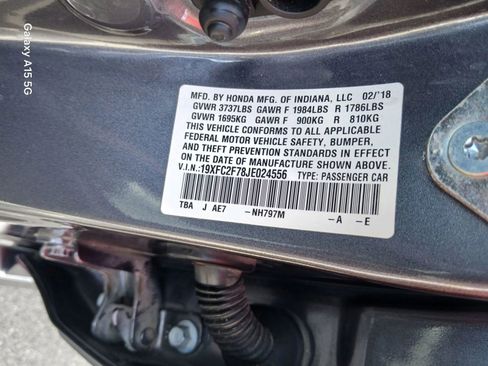 Galaxy A15 5G
MFD. BY HONDA MFG. OF INDIANA, LLC 02/'18
GVWR 3737LBS GAWR F 1984LBS R 1786LBS
GVWR 1695KG GAWR F 900KG R 810KG
THIS VEHICLE CONFORMS TO ALL APPLICABLE
FEDERAL MOTOR VEHICLE SAFETY, BUMPER,
AND THEFT PREVENTION STANDARDS IN EFFECT
ON THE DATE OF MANUFACTURE SHOWN ABOVE.
V.I.N.:19XFC2F78JE024556 TYPE: PASSENGER CAR
TBA J AE7 -NH797M -A -E